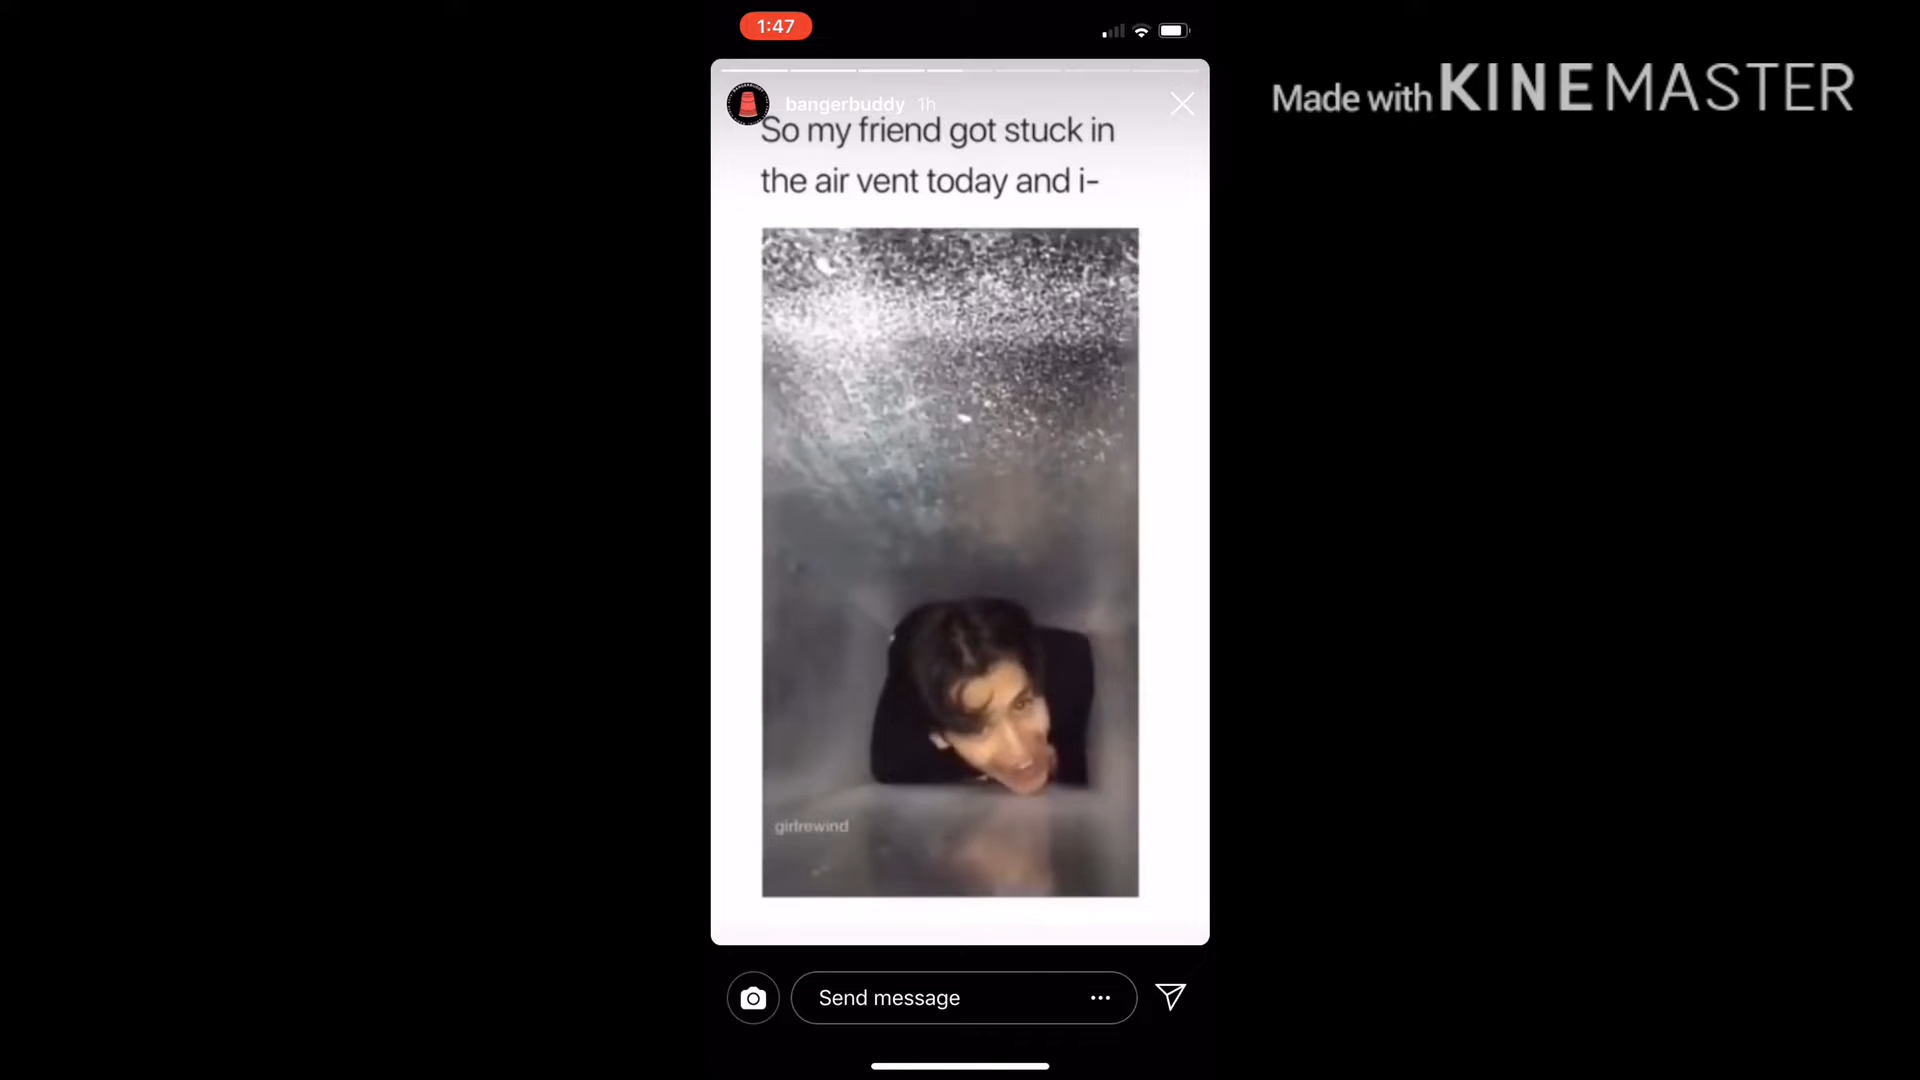 1:47
Made with KINEMASTER
bangerbuddy 1h
So my friend got stuck in
the air vent today and i-
girlrewind
Send message